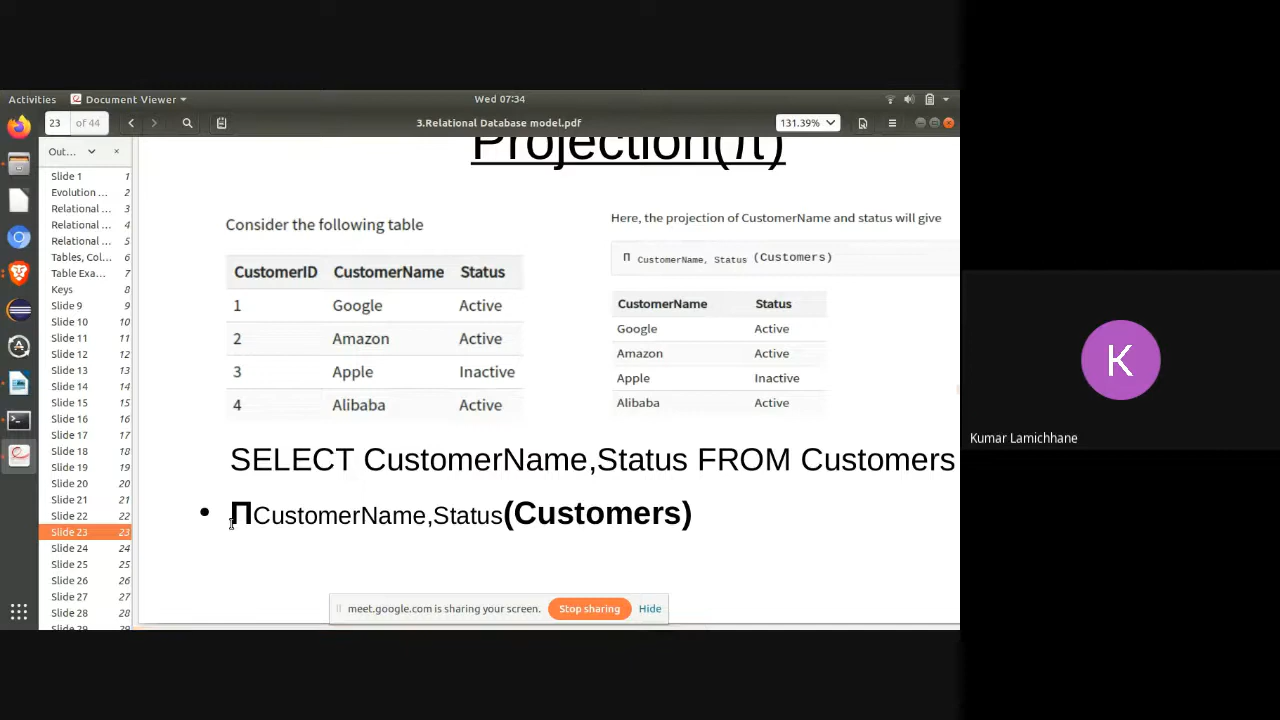 Activities
Document Viewer
Wed 07:34
23 of 44
3.Relational Database model.pdf
131.39%
Out...
Slide 1 1
Evolution ... 2
Relational ... 3
Relational ... 4
Relational ... 5
Tables, Col... 6
Table Exa... 7
Keys 8
Slide 9 9
Slide 10 10
Slide 11 11
Slide 12 12
Slide 13 13
Slide 14 14
Slide 15 15
Slide 16 16
Slide 17 17
Slide 18 18
Slide 19 19
Slide 20 20
Slide 21 21
Slide 22 22
Slide 23 23
Slide 24 24
Slide 25 25
Slide 26 26
Slide 27 27
Slide 28 28
Slide 29 29
Projection(π)
Consider the following table
CustomerID CustomerName Status
1 Google Active
2 Amazon Active
3 Apple Inactive
4 Alibaba Active
Here, the projection of CustomerName and status will give
Π CustomerName, Status (Customers)
CustomerName Status
Google Active
Amazon Active
Apple Inactive
Alibaba Active
SELECT CustomerName,Status FROM Customers
• ΠCustomerName,Status(Customers)
meet.google.com is sharing your screen. Stop sharing Hide
K
Kumar Lamichhane